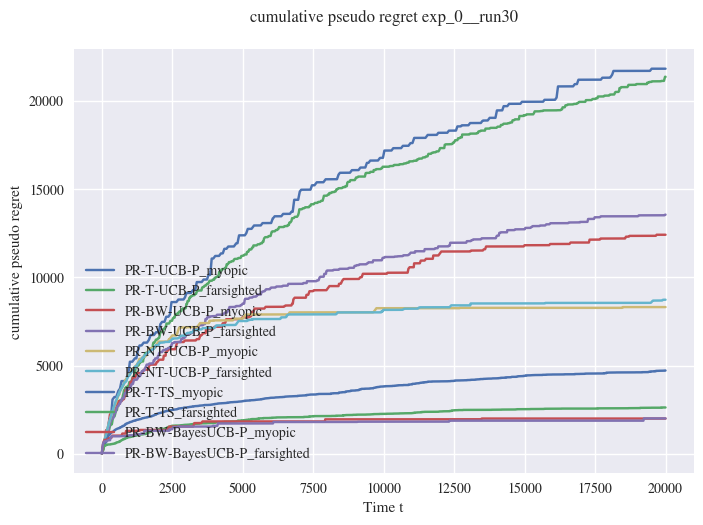 cumulative pseudo regret exp_0__run30
cumulative pseudo regret
20000
15000
10000
5000
0
PR-T-UCB-P_myopic
PR-T-UCB-P_farsighted
PR-BW-UCB-P_myopic
PR-BW-UCB-P_farsighted
PR-NT-UCB-P_myopic
PR-NT-UCB-P_farsighted
PR-T-TS_myopic
PR-T-TS_farsighted
PR-BW-BayesUCB-P_myopic
PR-BW-BayesUCB-P_farsighted
0 2500 5000 7500 10000 12500 15000 17500 20000
Time t